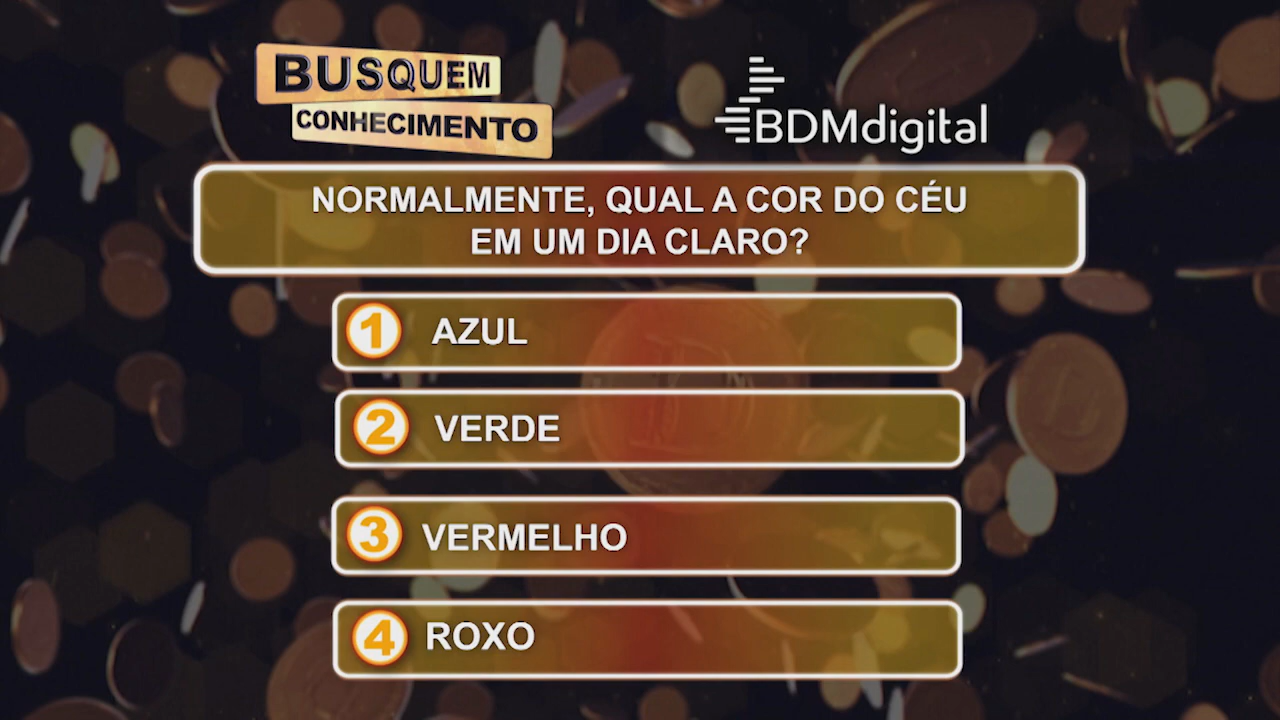 BUSQUEM
CONHECIMENTO
BDMdigital
NORMALMENTE, QUAL A COR DO CÉU
EM UM DIA CLARO?
1 AZUL
2 VERDE
3 VERMELHO
4 ROXO